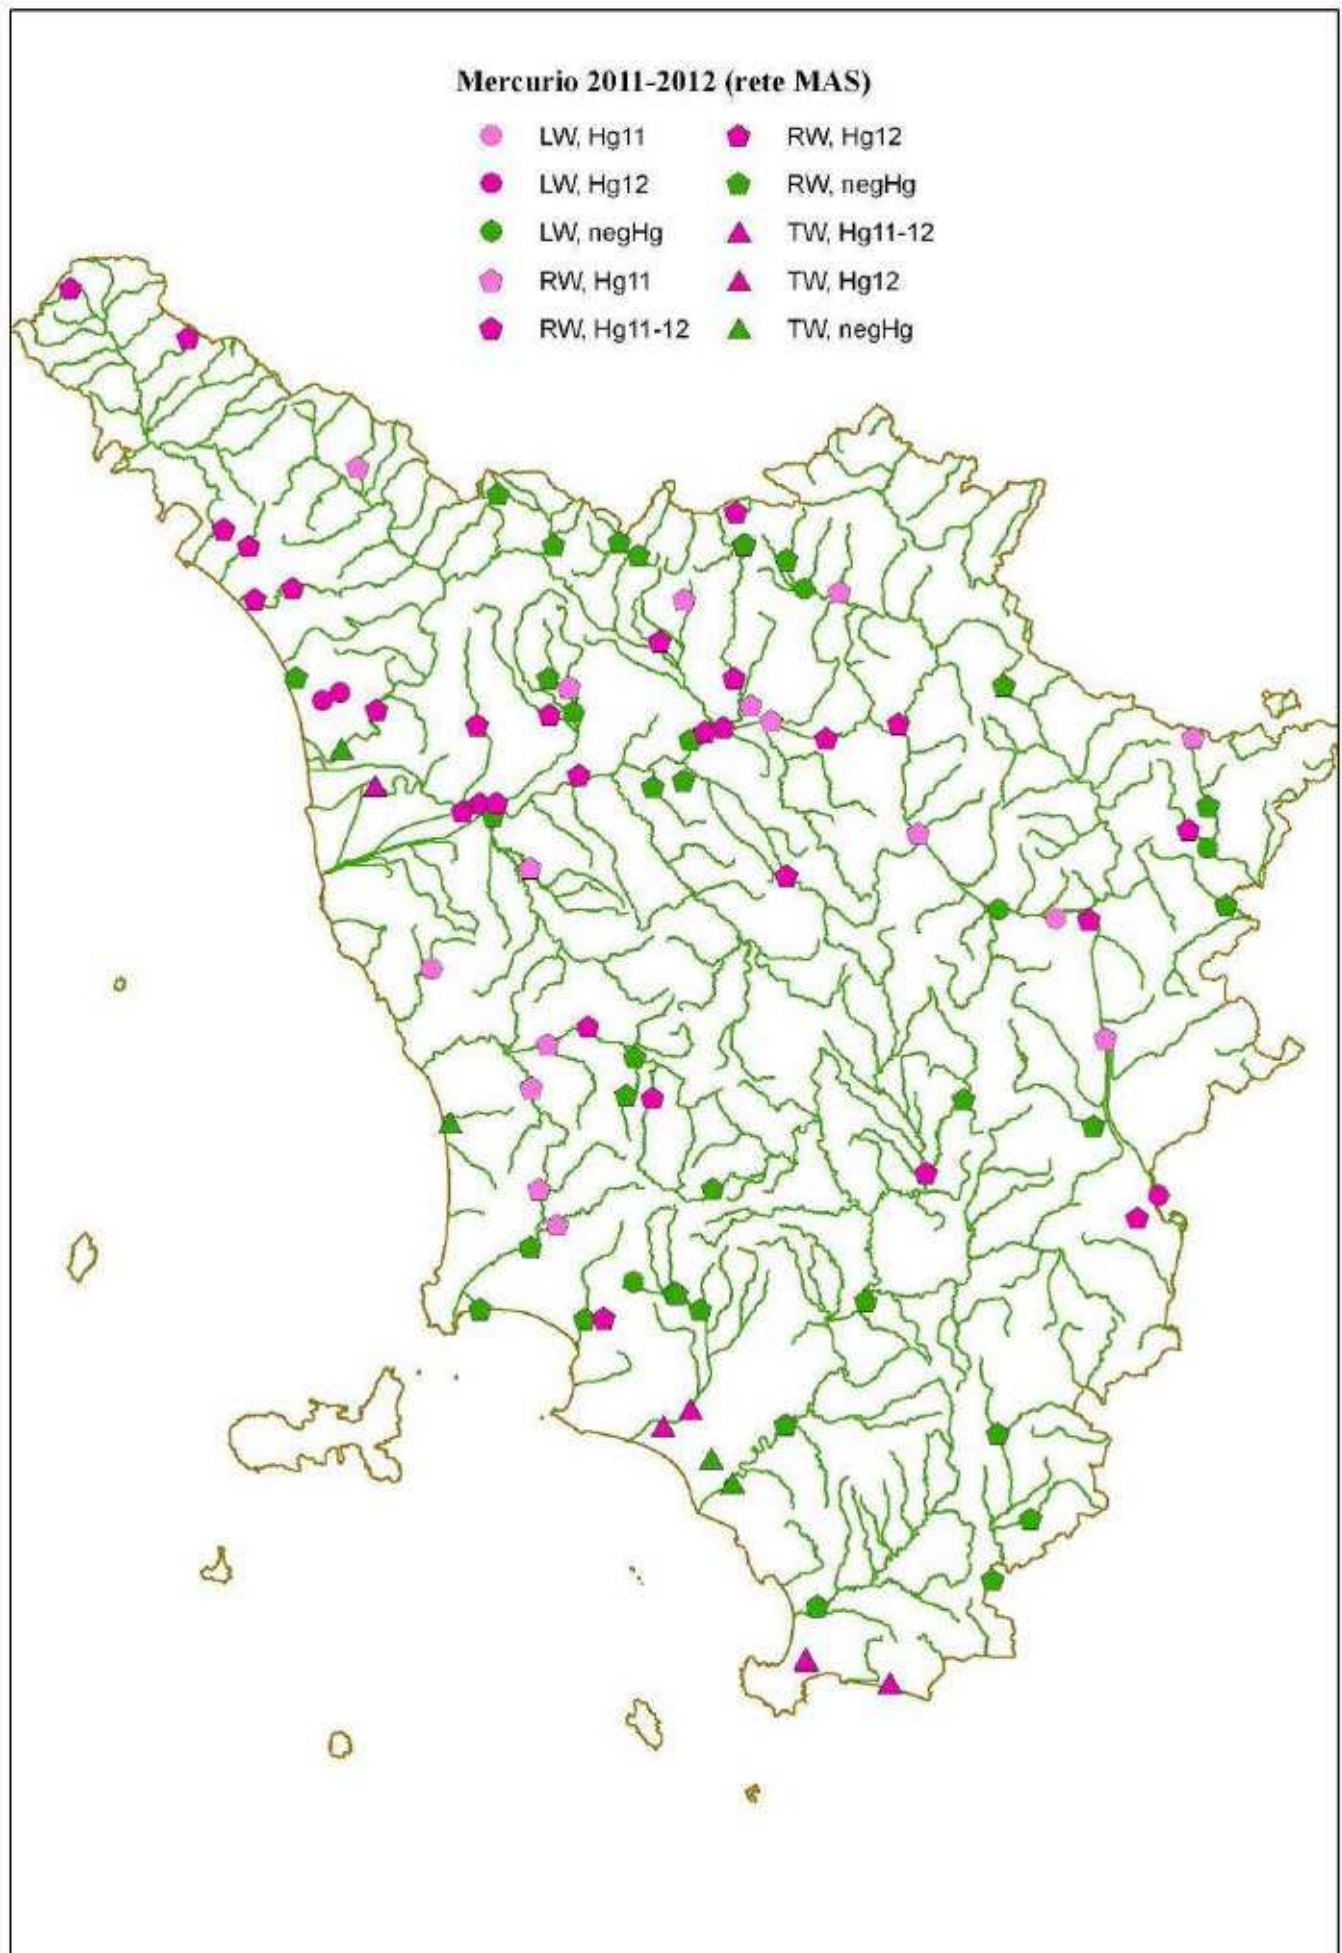 Mercurio 2011-2012 (rete MAS)
LW, Hg11
LW, Hg12
LW, negHg
RW, Hg11
RW, Hg11-12
RW, Hg12
RW, negHg
TW, Hg11-12
TW, Hg12
TW, negHg